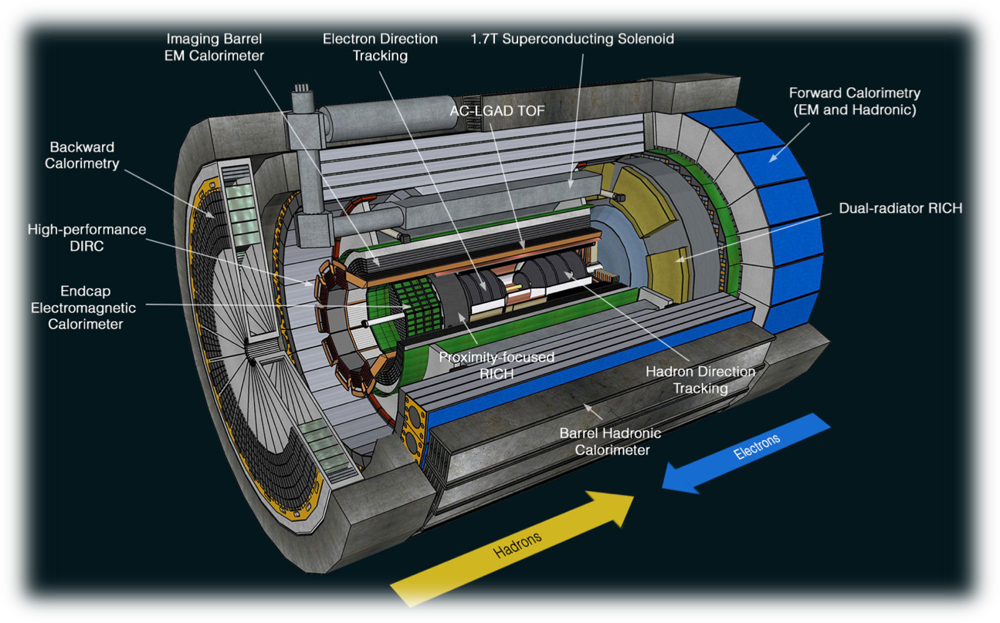 Imaging Barrel
EM Calorimeter
Electron Direction
Tracking
1.7T Superconducting Solenoid
AC-LGAD TOF
Forward Calorimetry
(EM and Hadronic)
Backward
Calorimetry
Dual-radiator RICH
High-performance
DIRC
Endcap
Electromagnetic
Calorimeter
Proximity-focused
RICH
Hadron Direction
Tracking
Barrel Hadronic
Calorimeter
Electrons
Hadrons